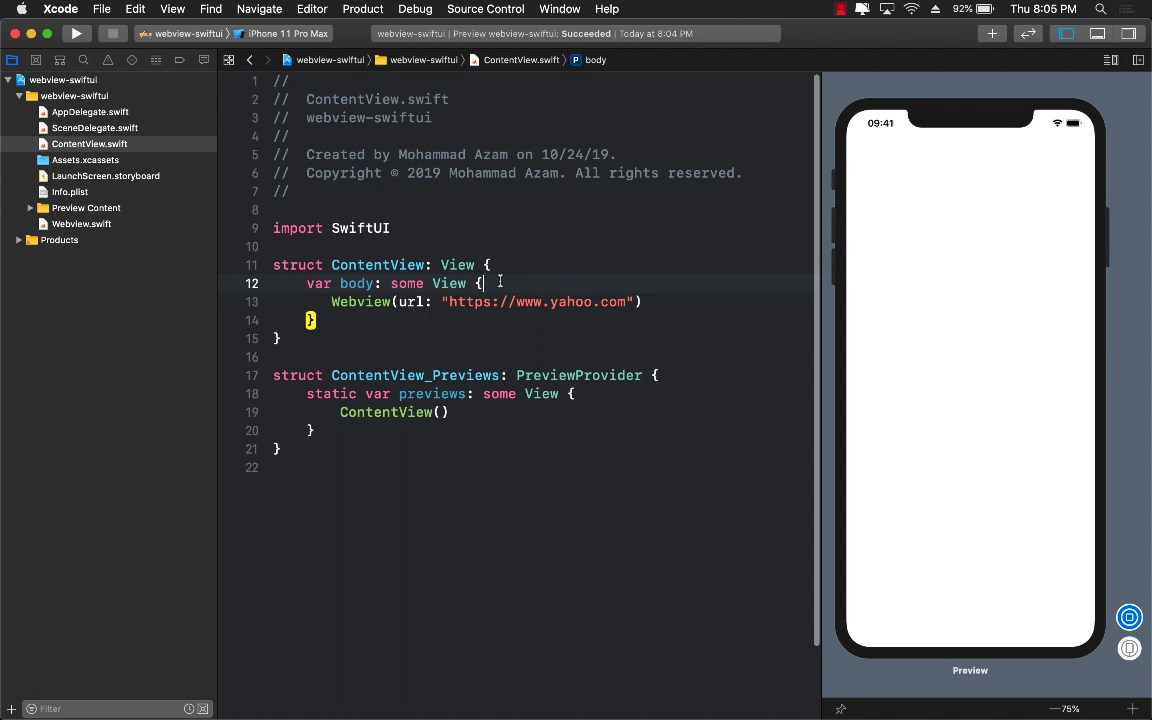 Xcode File Edit View Find Navigate Editor Product Debug Source Control Window Help 92% Thu 8:05 PM
webview-swiftui iPhone 11 Pro Max webview-swiftui | Preview webview-swiftui: Succeeded | Today at 8:04 PM
webview-swiftui webview-swiftui ContentView.swift P body
webview-swiftui
webview-swiftui
AppDelegate.swift
SceneDelegate.swift
ContentView.swift
Assets.xcassets
LaunchScreen.storyboard
Info.plist
Preview Content
Webview.swift
Products
Filter
1 //
2 // ContentView.swift
3 // webview-swiftui
4 //
5 // Created by Mohammad Azam on 10/24/19.
6 // Copyright © 2019 Mohammad Azam. All rights reserved.
7 //
8
9 import SwiftUI
10
11 struct ContentView: View {
12 var body: some View {
13 Webview(url: "https://www.yahoo.com")
14 }
15 }
16
17 struct ContentView_Previews: PreviewProvider {
18 static var previews: some View {
19 ContentView()
20 }
21 }
22
09:41
Preview
75%